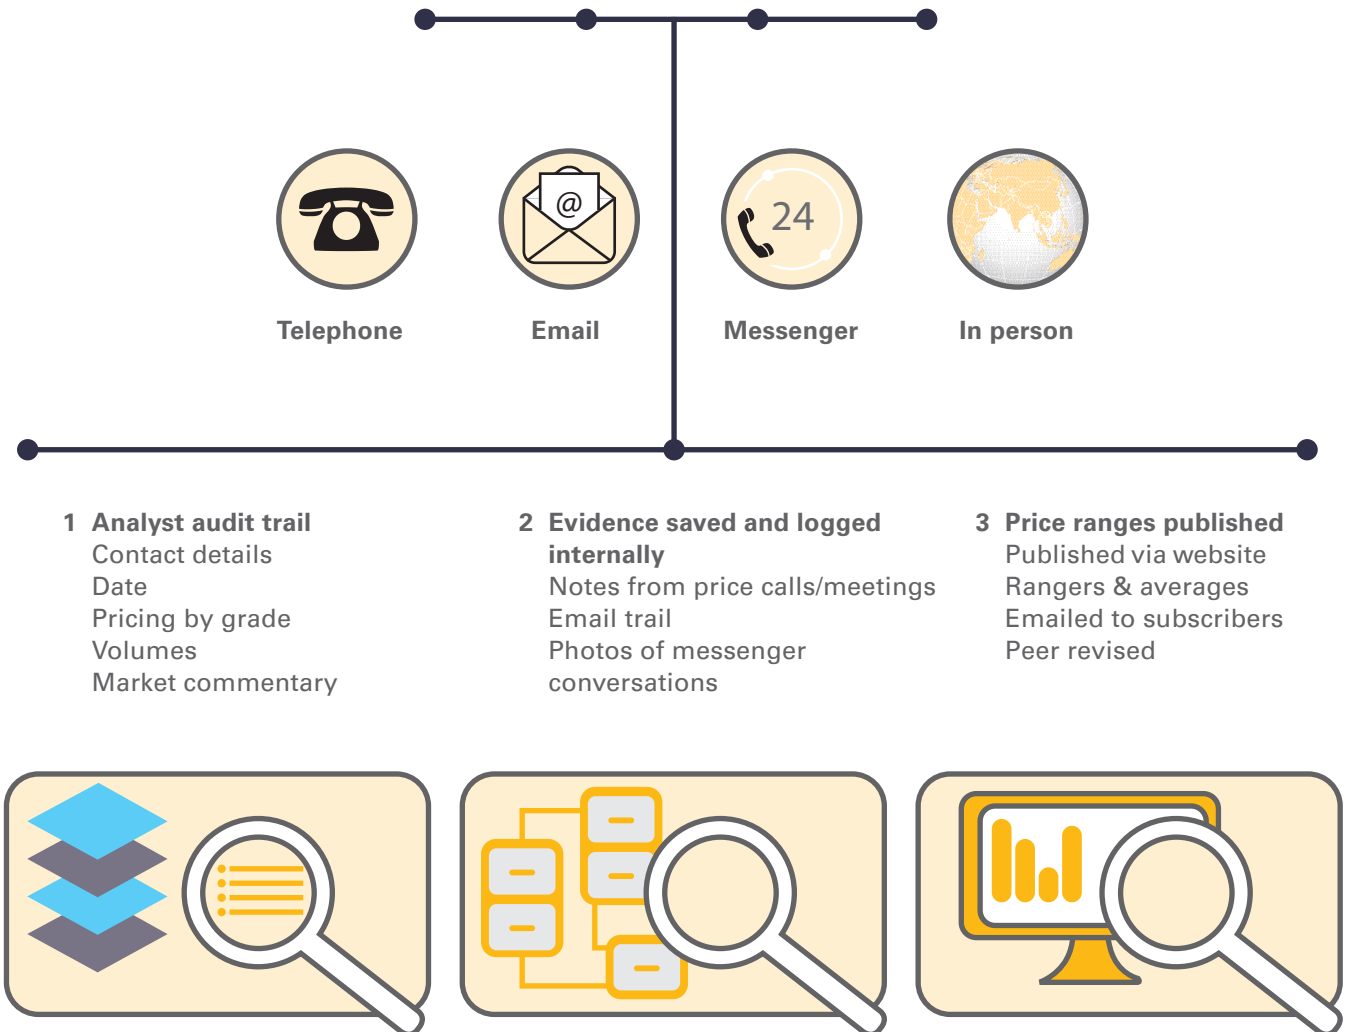 @
24
Telephone
Email
Messenger
In person
1 Analyst audit trail
Contact details
Date
Pricing by grade
Volumes
Market commentary
2 Evidence saved and logged
internally
Notes from price calls/meetings
Email trail
Photos of messenger
conversations
3 Price ranges published
Published via website
Rangers & averages
Emailed to subscribers
Peer revised